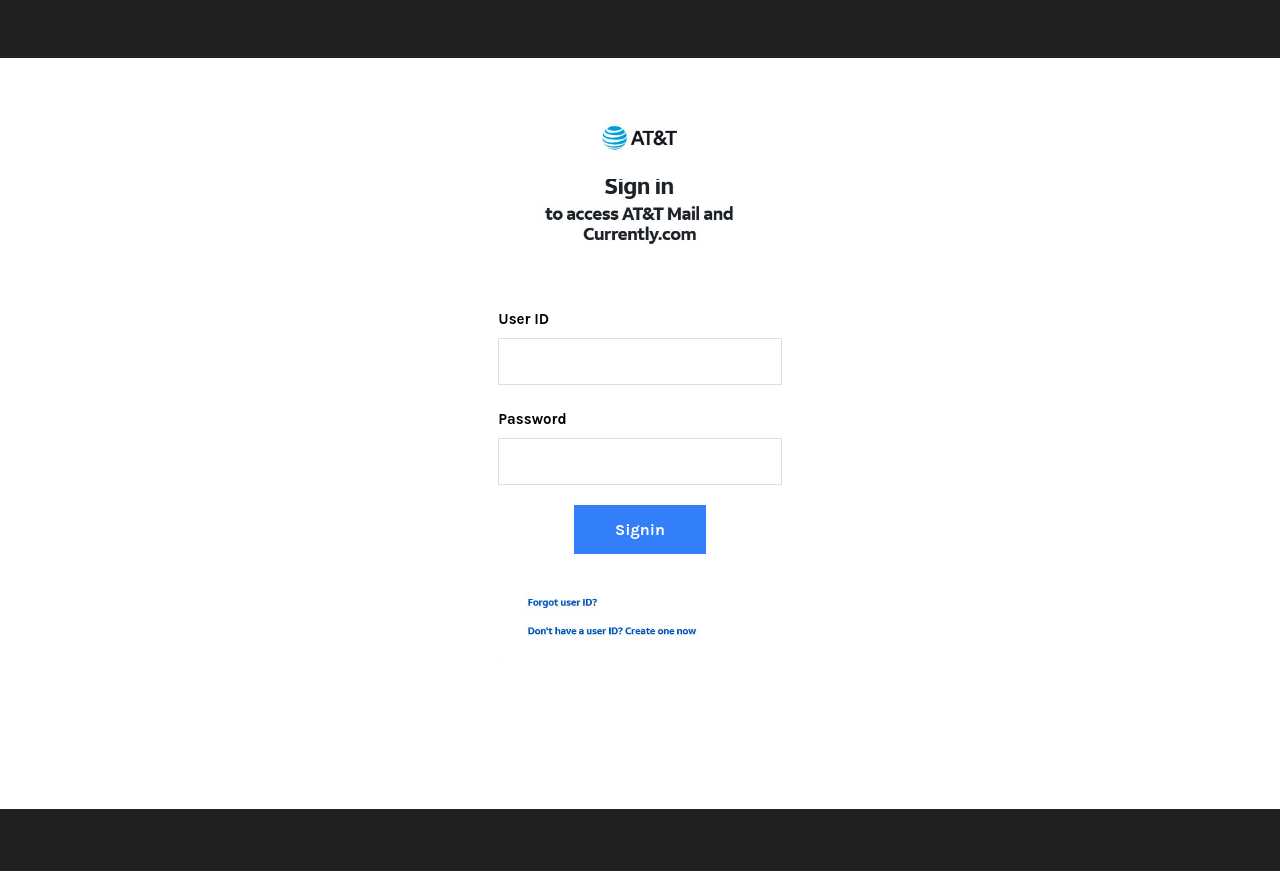 AT&T
Sign in
to access AT&T Mail and
Currently.com
User ID
Password
Signin
Forgot user ID?
Don't have a user ID? Create one now